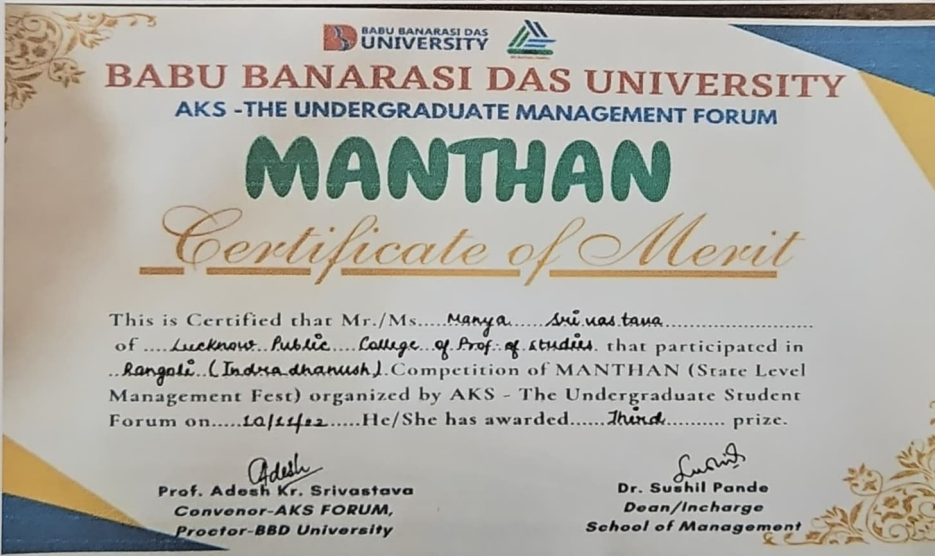 BABU BANARASI DAS
UNIVERSITY
BABU BANARASI DAS UNIVERSITY
AKS -THE UNDERGRADUATE MANAGEMENT FORUM
MANTHAN
Certificate of Merit
This is Certified that Mr./Ms.....Manya.....Srivastava........................
of ....Lucknow Public College of Prof. of studies. that participated in
..Rangoli..(Indradhanush).Competition of MANTHAN (State Level
Management Fest) organized by AKS - The Undergraduate Student
Forum on.....10/11/22.....He/She has awarded......Third.......... prize.
Adesh
Prof. Adesh Kr. Srivastava
Convenor-AKS FORUM,
Proctor-BBD University
Sushil
Dr. Sushil Pande
Dean/Incharge
School of Management